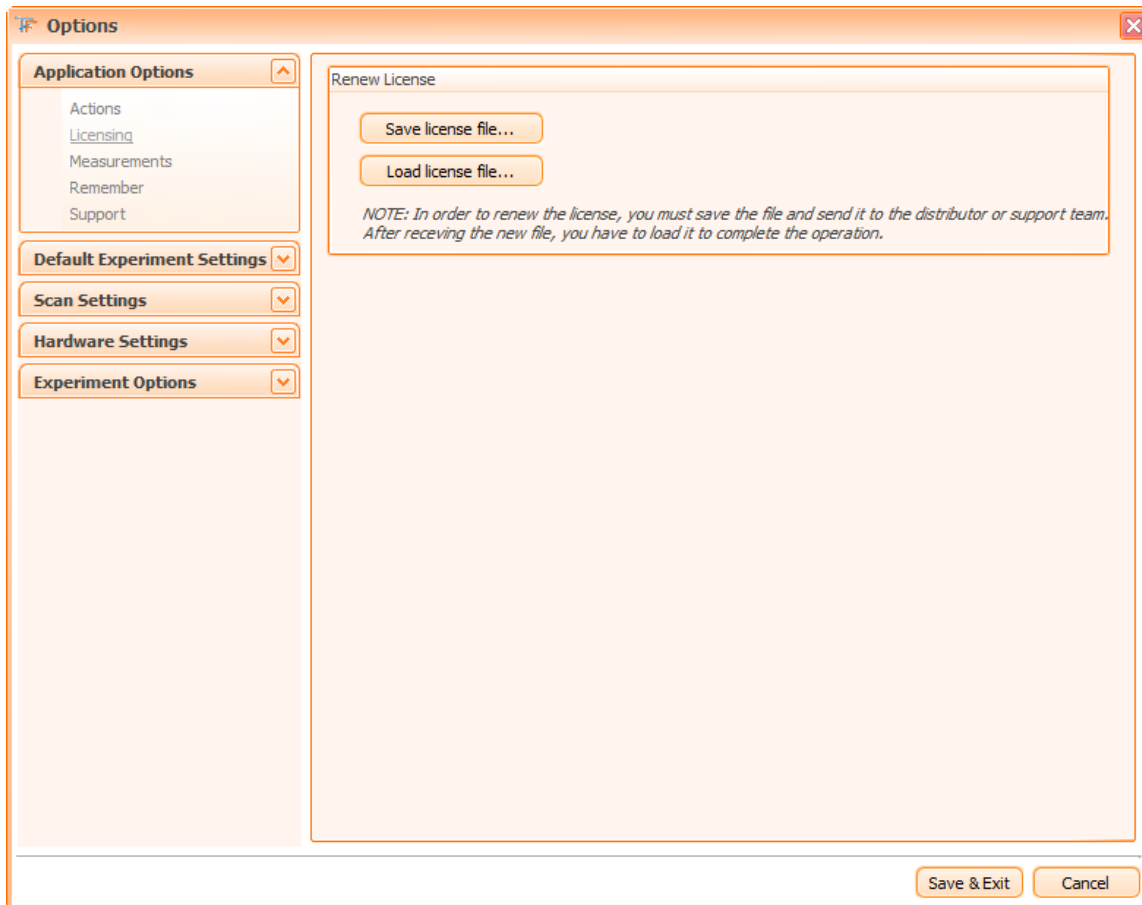 Options
Application Options
Actions
Licensing
Measurements
Remember
Support
Default Experiment Settings
Scan Settings
Hardware Settings
Experiment Options
Renew License
Save license file...
Load license file...
NOTE: In order to renew the license, you must save the file and send it to the distributor or support team.
After receving the new file, you have to load it to complete the operation.
Save & Exit
Cancel